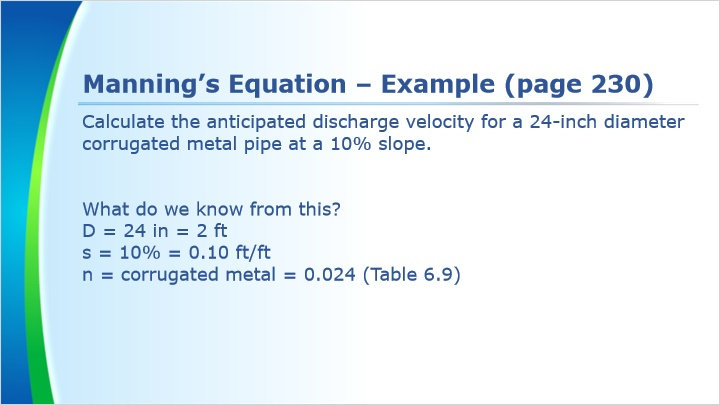 Manning’s Equation – Example (page 230)
Calculate the anticipated discharge velocity for a 24-inch diameter
corrugated metal pipe at a 10% slope.
What do we know from this?
D = 24 in = 2 ft
s = 10% = 0.10 ft/ft
n = corrugated metal = 0.024 (Table 6.9)